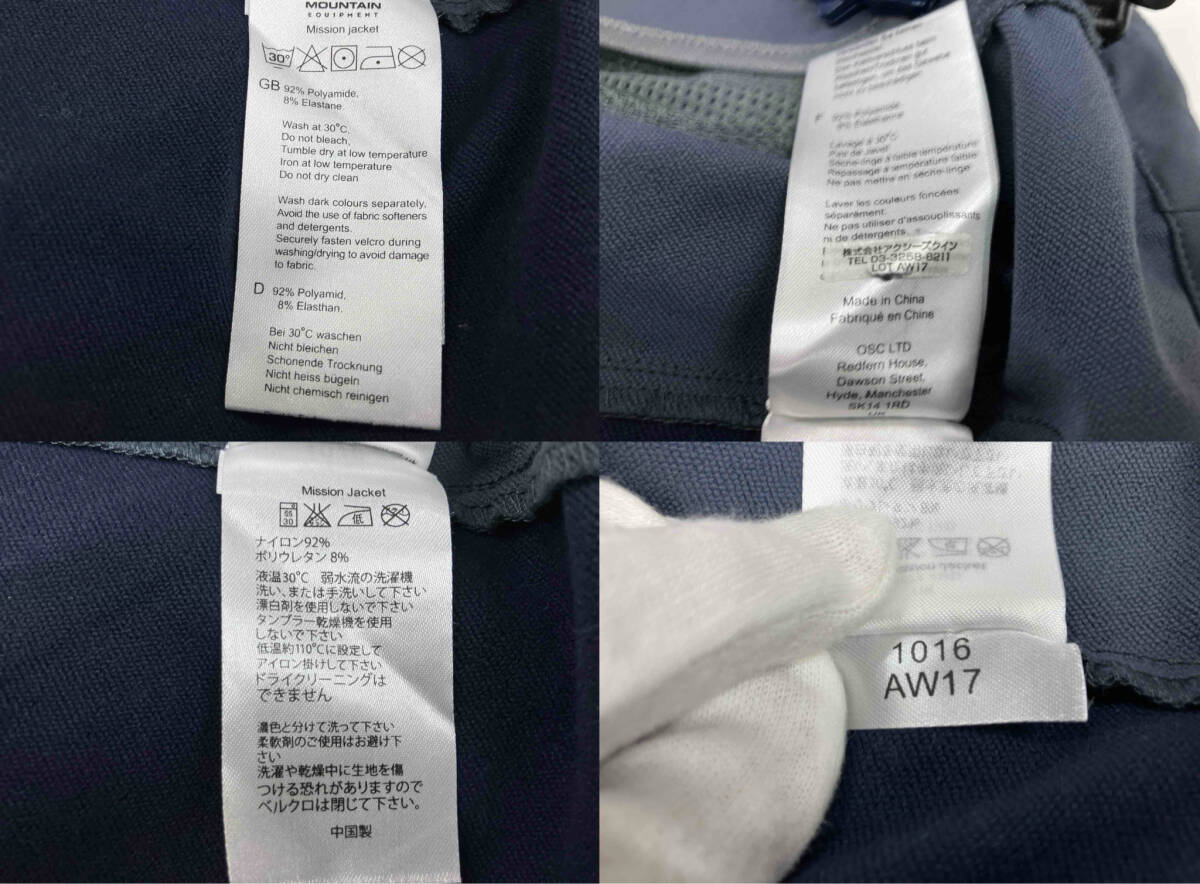 MOUNTAIN
EQUIPMENT
Mission jacket
30°
GB 92% Polyamide,
8% Elastane.
Wash at 30°C,
Do not bleach,
Tumble dry at low temperature
Iron at low temperature
Do not dry clean
Wash dark colours separately,
Avoid the use of fabric softeners
and detergents.
Securely fasten velcro during
washing/drying to avoid damage
to fabric.
D 92% Polyamid,
8% Elasthan.
Bei 30°C waschen
Nicht bleichen
Schonende Trocknung
Nicht heiss bügeln
Nicht chemisch reinigen
F 92% Polyamide,
8% Elasthanne
Lavage à 30°C
Pas de Javel
Sèche-linge à faible température
Repassage à température faible
Ne pas mettre en sèche-linge
Laver les couleurs foncées
séparément.
Ne pas utiliser d'assouplissants
ni de détergents.
株式会社アクシーズクイン
TEL 03-3258-6211
LOT AW17
Made in China
Fabriqué en Chine
OSC LTD
Redfern House,
Dawson Street,
Hyde, Manchester
SK14 1RD
UK
Mission Jacket
30
低
ナイロン92%
ポリウレタン 8%
液温30°C 弱水流の洗濯機
洗い、または手洗いして下さい
漂白剤を使用しないで下さい
タンブラー乾燥機を使用
しないで下さい
低温約110°Cに設定して
アイロン掛けして下さい
ドライクリーニングは
できません
濃色と分けて洗って下さい
柔軟剤のご使用はお避け下
さい
洗濯や乾燥中に生地を傷
つける恐れがありますので
ベルクロは閉じて下さい。
中国製
1016
AW17